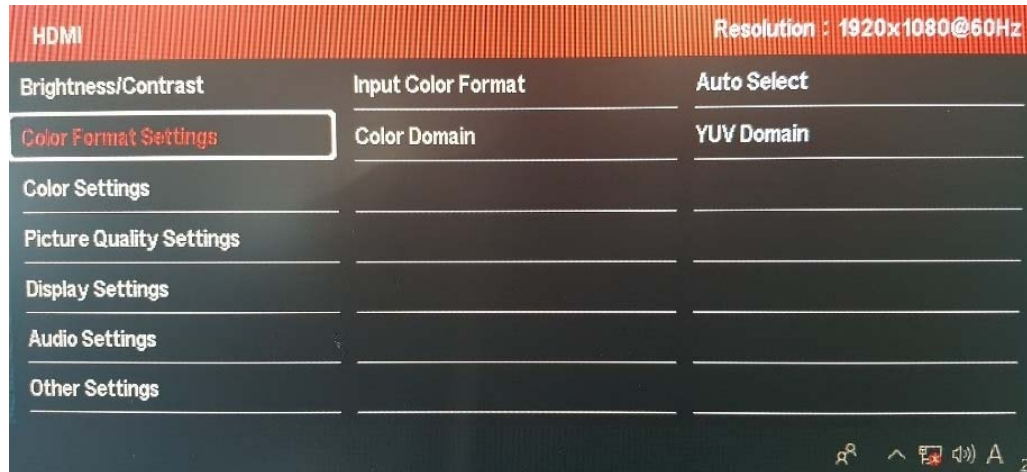 HDMI Resolution : 1920x1080@60Hz
Brightness/Contrast Input Color Format Auto Select
Color Format Settings Color Domain YUV Domain
Color Settings
Picture Quality Settings
Display Settings
Audio Settings
Other Settings
A